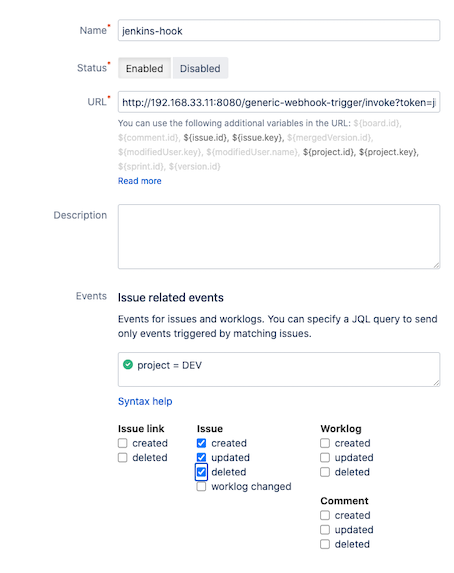 Name* jenkins-hook
Status* Enabled Disabled
URL* http://192.168.33.11:8080/generic-webhook-trigger/invoke?token=j
You can use the following additional variables in the URL: ${board.id},
${comment.id}, ${issue.id}, ${issue.key}, ${mergedVersion.id},
${modifiedUser.key}, ${modifiedUser.name}, ${project.id}, ${project.key},
${sprint.id}, ${version.id}
Read more
Description
Events Issue related events
Events for issues and worklogs. You can specify a JQL query to send
only events triggered by matching issues.
project = DEV
Syntax help
Issue link Issue Worklog
created created created
deleted updated updated
deleted deleted
worklog changed
Comment
created
updated
deleted